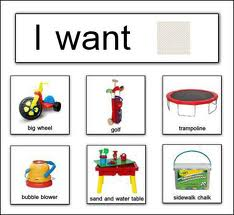 I want
big wheel
golf
trampoline
bubble blower
sand and water table
sidewalk chalk